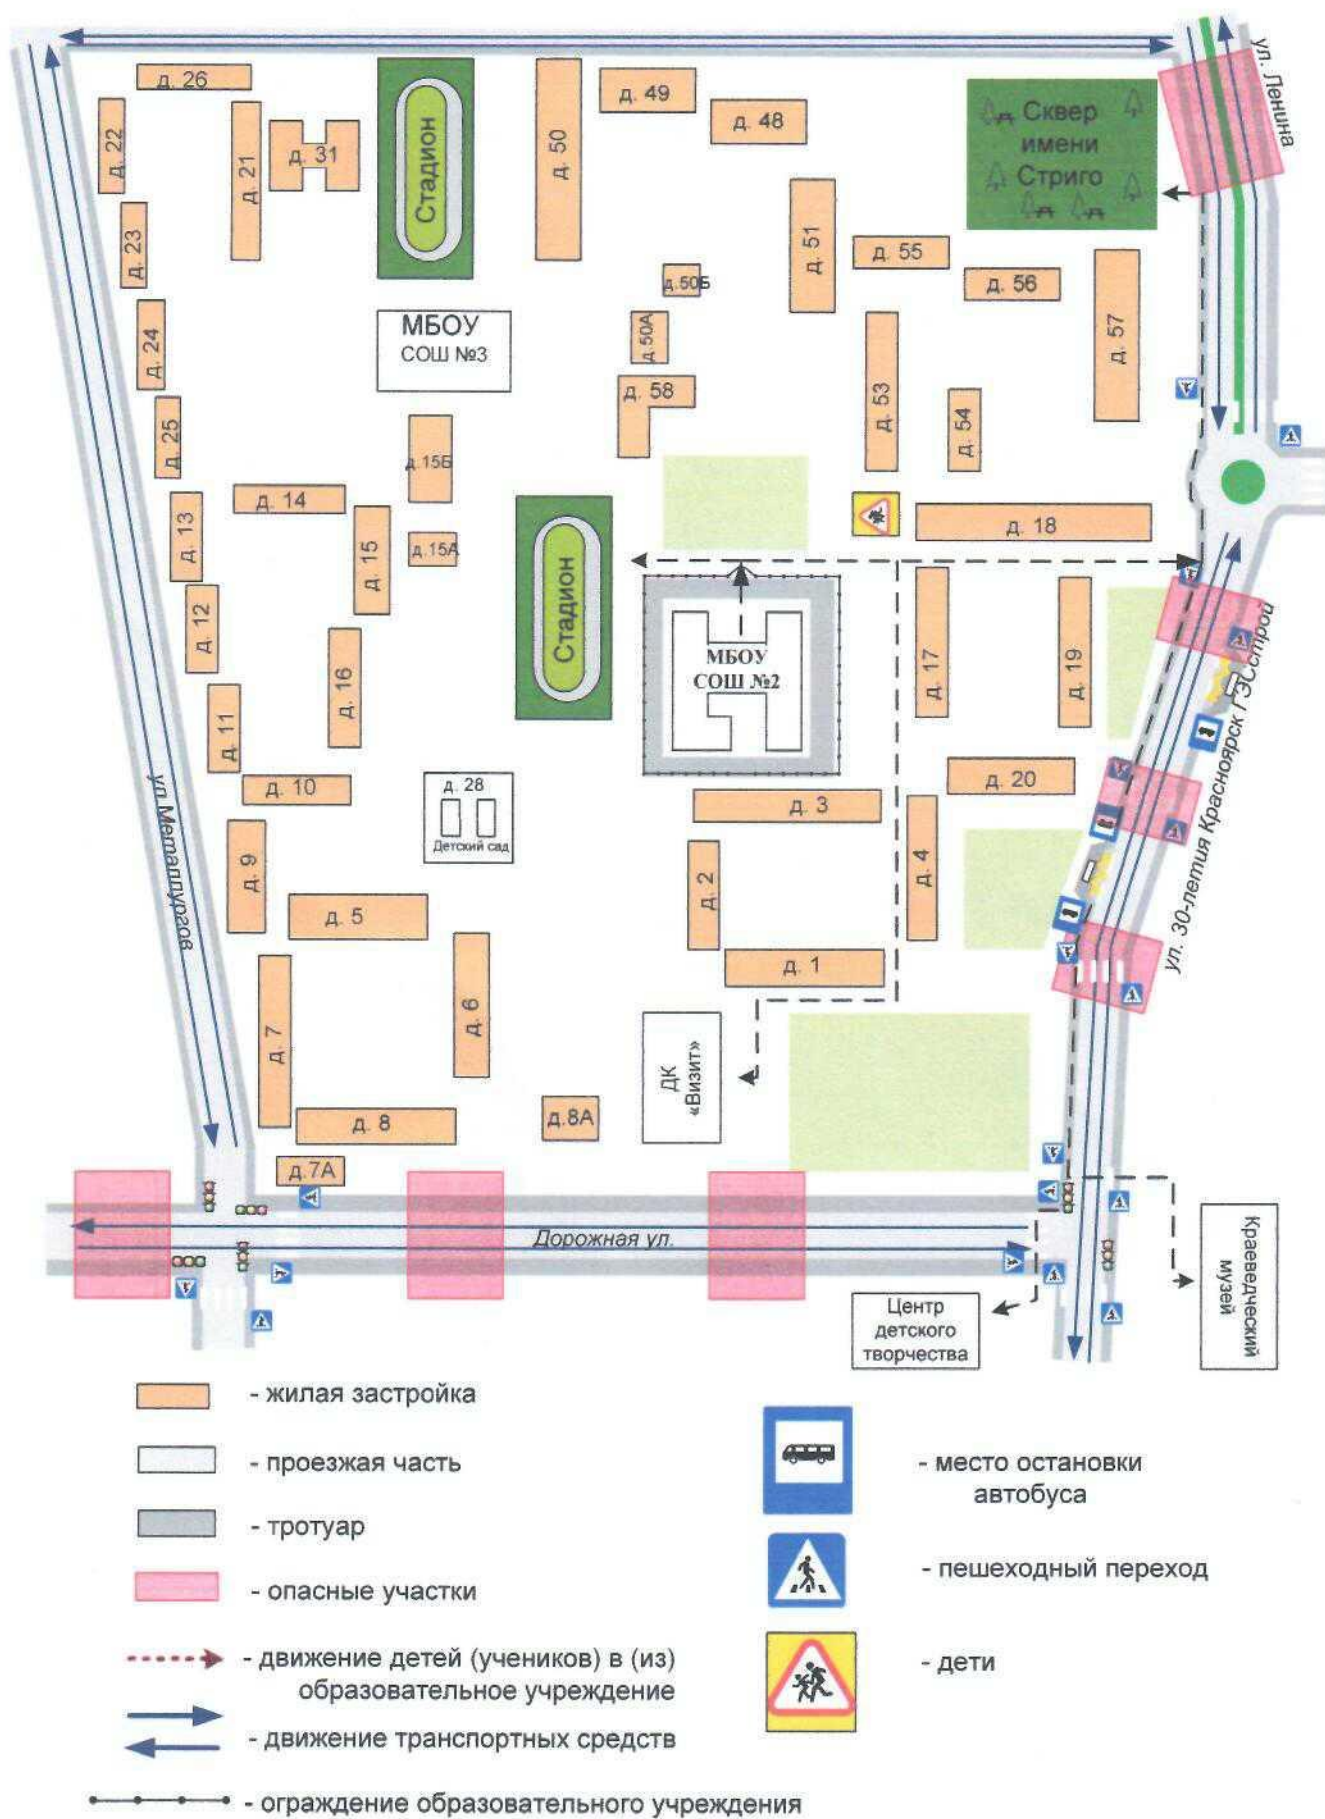 ул. Ленина
д. 26
д. 49
д. 48
д. 50
д. 22
д. 21
д. 31
Стадион
Сквер
имени
Стриго
д. 23
д. 51
д. 55
д. 56
д. 57
д. 50Б
д. 50А
д. 24
МБОУ
СОШ №3
д. 58
д. 53
д. 54
д. 25
д. 15Б
д. 14
д. 13
д. 15
д. 15А
Стадион
д. 18
д. 12
д. 16
МБОУ
СОШ №2
д. 17
д. 19
д. 11
д. 10
д. 28
Детский сад
д. 3
д. 20
ул. 30-летия Красноярск ГЭСстрой
ул. Металлургов
д. 9
д. 5
д. 2
д. 4
д. 1
д. 7
д. 6
ДК
«Визит»
д. 8
д. 8А
д. 7А
Дорожная ул.
Центр
детского
творчества
Краеведческий
музей
- жилая застройка
- проезжая часть
- тротуар
- опасные участки
- движение детей (учеников) в (из)
образовательное учреждение
- движение транспортных средств
- ограждение образовательного учреждения
- место остановки
автобуса
- пешеходный переход
- дети